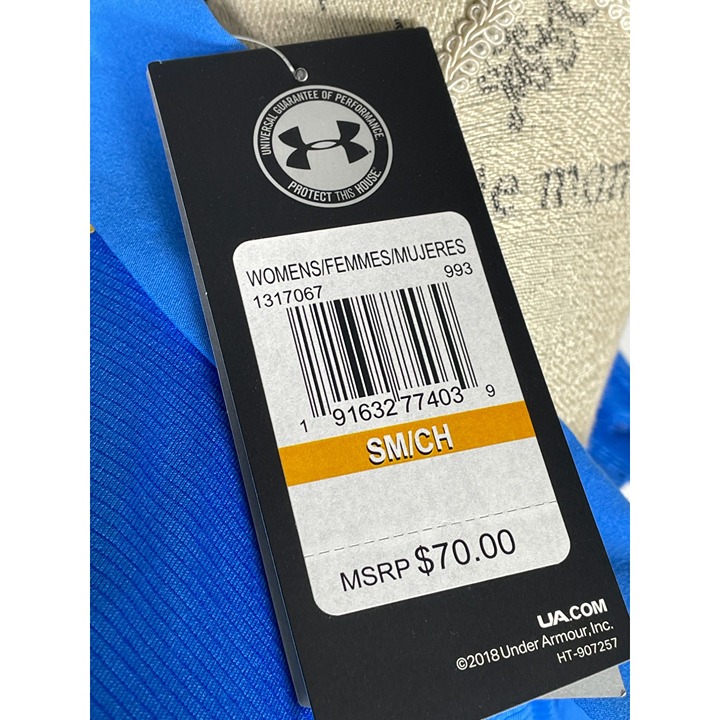 UNIVERSAL GUARANTEE OF PERFORMANCE.
PROTECT THIS HOUSE.
WOMENS/FEMMES/MUJERES
1317067 993
1 91632 77403 9
SM/CH
MSRP $70.00
UA.COM
©2018 Under Armour, Inc.
HT-907257